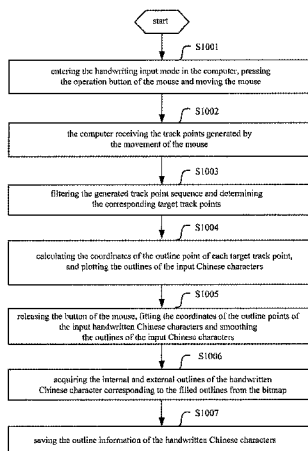 start
S1001
entering the handwriting input mode in the computer, pressing
the operation button of the mouse and moving the mouse
S1002
the computer receiving the track points generated by
the movement of the mouse
S1003
filtering the generated track point sequence and determining
the corresponding target track points
S1004
calculating the coordinates of the outline point of each target track point,
and plotting the outlines of the input Chinese characters
S1005
releasing the button of the mouse, fitting the coordinates of the outline points of
the input handwritten Chinese characters and smoothing
the outlines of the input Chinese characters
S1006
acquiring the internal and external outlines of the handwritten
Chinese character corresponding to the filled outlines from the bitmap
S1007
saving the outline information of the handwritten Chinese characters